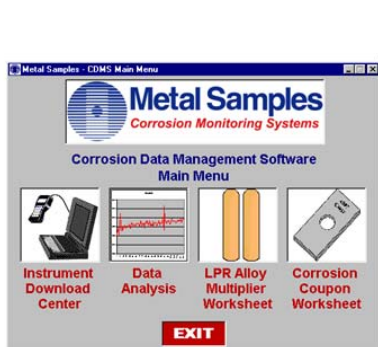 Metal Samples - CDMS Main Menu
Metal Samples
Corrosion Monitoring Systems
Corrosion Data Management Software
Main Menu
Instrument
Download
Center
Data
Analysis
LPR Alloy
Multiplier
Worksheet
Corrosion
Coupon
Worksheet
EXIT